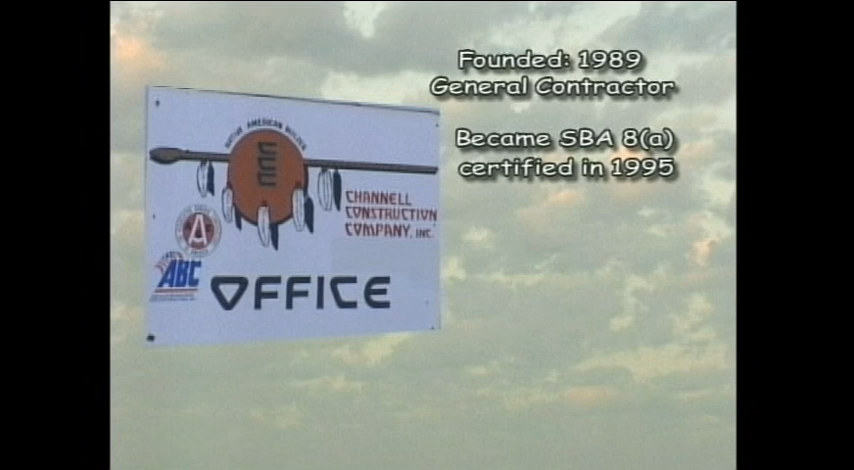 Founded: 1989
General Contractor
Became SBA 8(a)
certified in 1995
NATIVE AMERICAN BUILDER
CHANNELL
CONSTRUCTION
COMPANY, INC.
A
ABC
OFFICE